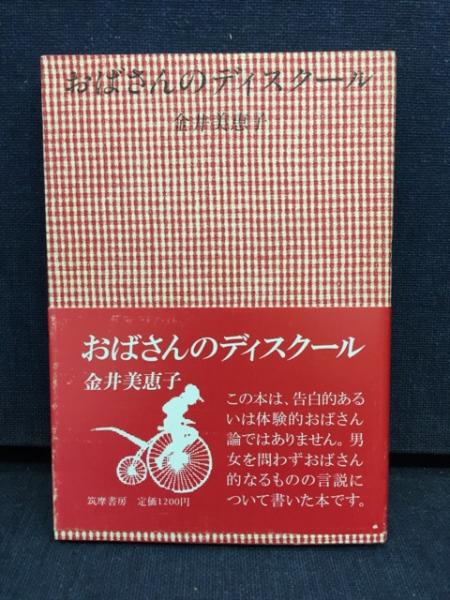 おばさんのディスクール
金井美恵子
おばさんのディスクール
金井美恵子
この本は、告白的ある
いは体験的おばさん
論ではありません。男
女を問わずおばさん
的なるものの言説に
ついて書いた本です。
筑摩書房 定価1200円